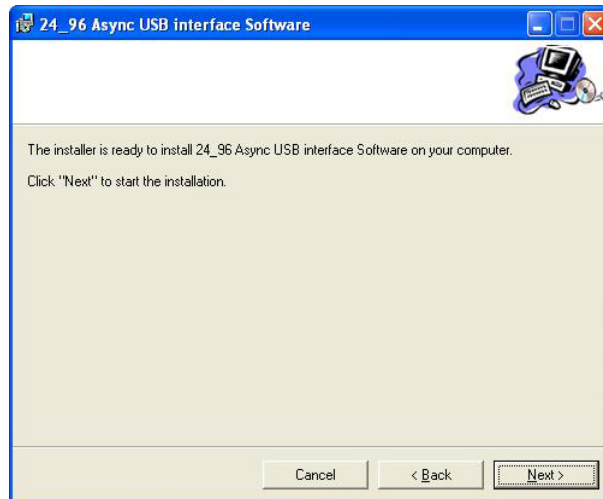 24_96 Async USB interface Software
The installer is ready to install 24_96 Async USB interface Software on your computer.
Click "Next" to start the installation.
Cancel
< Back
Next >